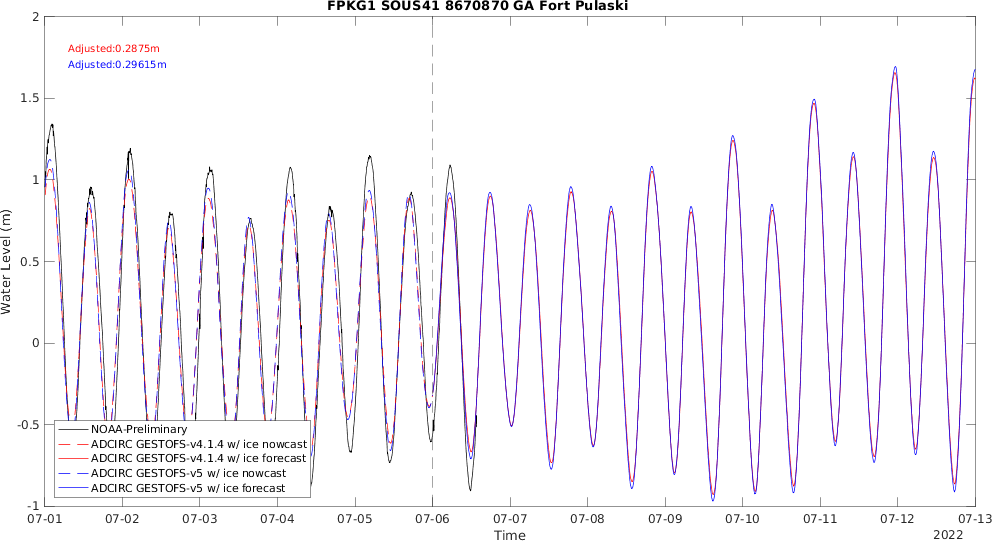 FPKG1 SOUS41 8670870 GA Fort Pulaski
2
Adjusted:0.2875m
Adjusted:0.29615m
1.5
1
0.5
Water Level (m)
0
-0.5
-1
NOAA-Preliminary
ADCIRC GESTOFS-v4.1.4 w/ ice nowcast
ADCIRC GESTOFS-v4.1.4 w/ ice forecast
ADCIRC GESTOFS-v5 w/ ice nowcast
ADCIRC GESTOFS-v5 w/ ice forecast
07-01 07-02 07-03 07-04 07-05 07-06 07-07 07-08 07-09 07-10 07-11 07-12 07-13
Time
2022